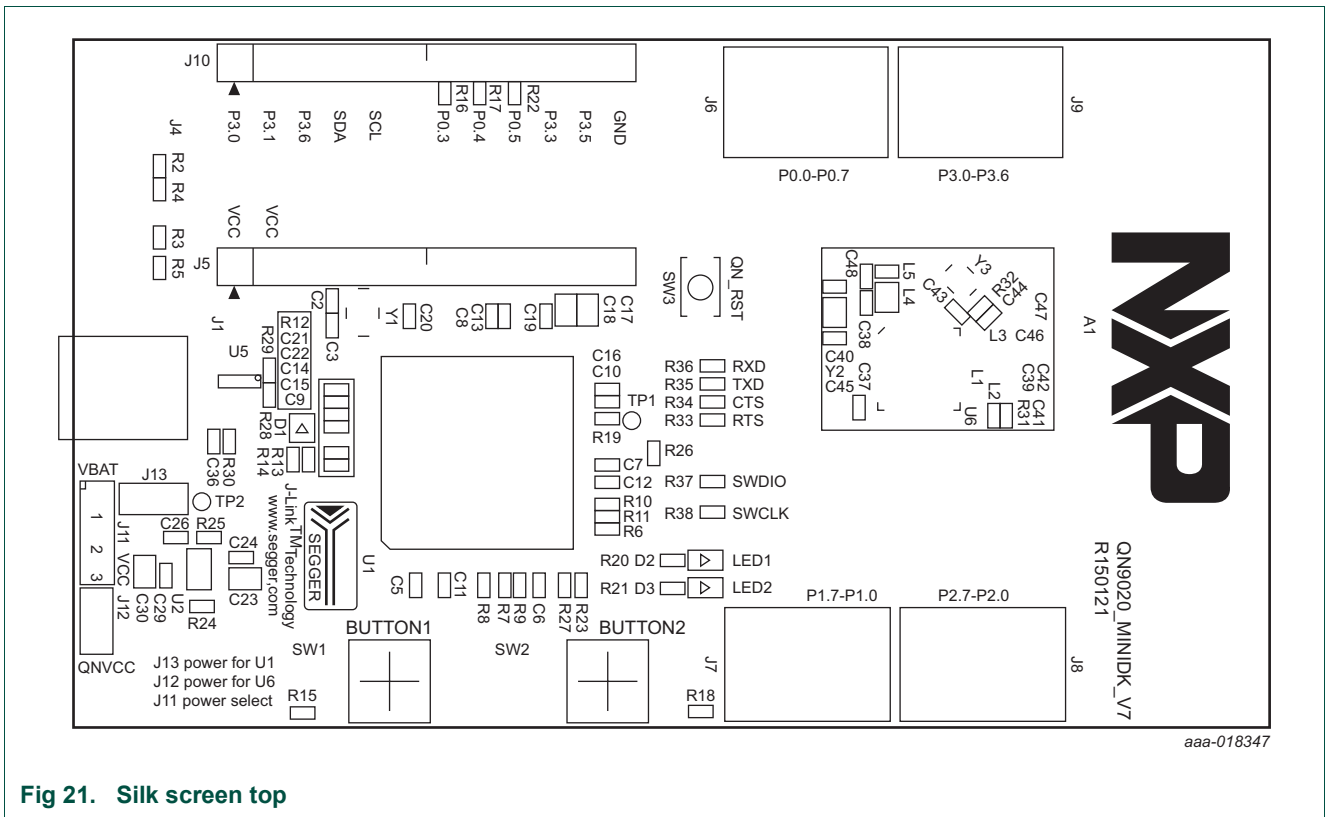 J10
P3.0
P3.1
P3.6
SDA
SCL
R16
P0.3
R17
P0.4
R22
P0.5
P3.3
P3.5
GND
J6
J9
P0.0-P0.7
P3.0-P3.6
J4
R2
R4
R3
R5
VCC
VCC
J5
QN_RST
SW3
C48
L5
L4
Y3
R32
C44
C43
C47
C38
L3
C46
A1
NXP
C2
C3
Y1
C20
C8
C13
C19
C18
C17
J1
U5
R29
R12
C21
C22
C14
C15
C9
R28
D1
R14
R13
C36
R30
C16
C10
TP1
R19
R36
RXD
R35
TXD
R34
CTS
R33
RTS
R26
C7
C12
R37
SWDIO
R10
R11
R6
R38
SWCLK
C40
Y2
C45
C37
L1
L2
U6
R31
C39
C42
C41
VBAT
J13
TP2
1
2
3
J11
VCC
J12
C26
R25
C24
C23
C30
C29
U2
R24
J-Link TM Technology
www.segger,com
SEGGER
U1
C5
C11
R8
R7
R9
C6
R27
R23
R20
D2
LED1
R21
D3
LED2
P1.7-P1.0
P2.7-P2.0
QN9020_MINIDK_V7
R150121
QNVCC
SW1
BUTTON1
SW2
BUTTON2
J7
J8
J13 power for U1
J12 power for U6
J11 power select
R15
R18
aaa-018347
Fig 21. Silk screen top